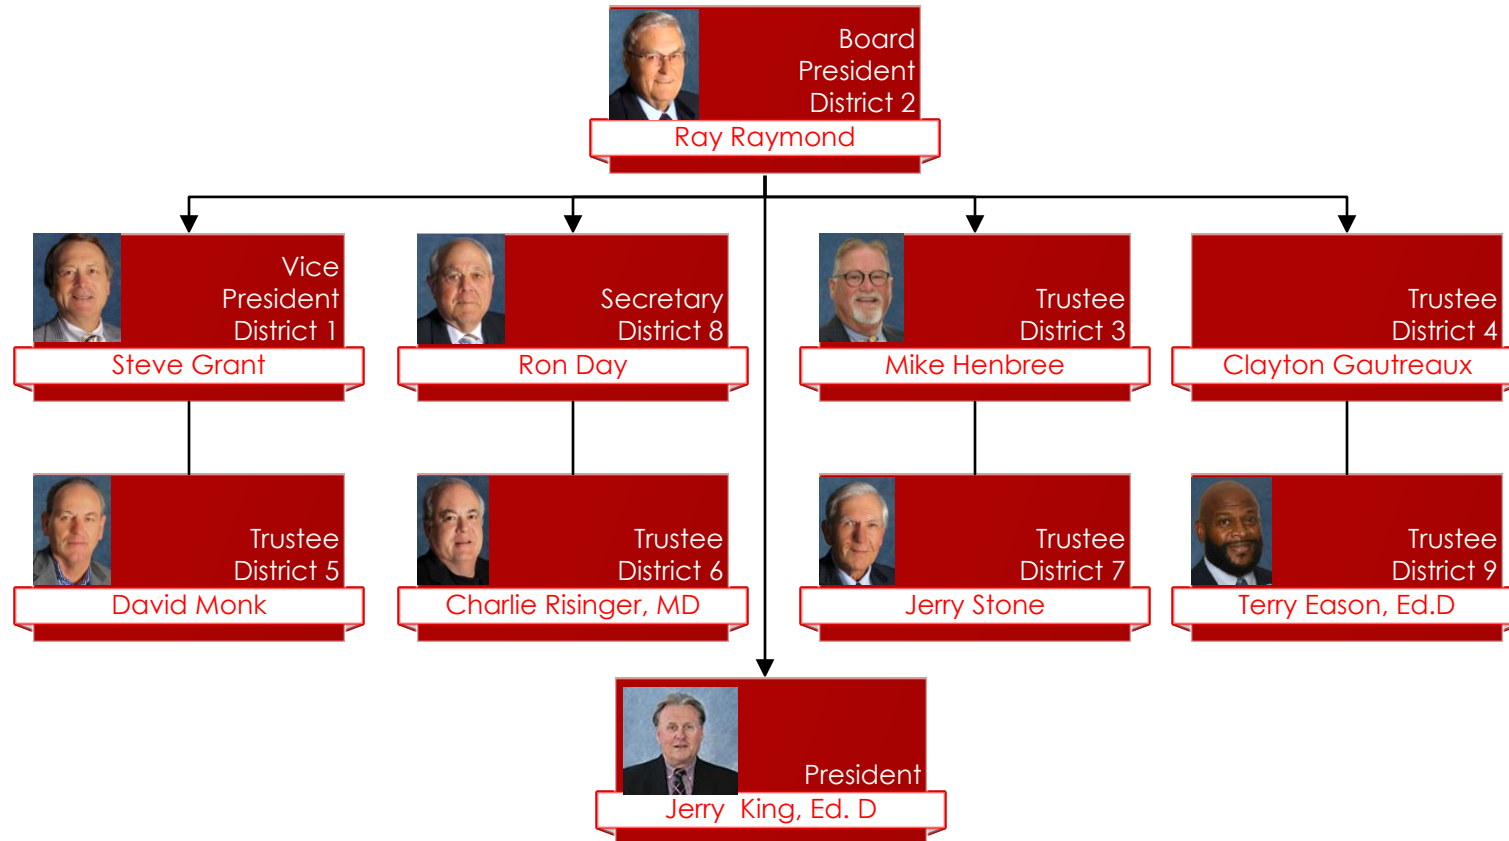 Board
President
District 2
Ray Raymond
Vice
President
District 1
Steve Grant
Secretary
District 8
Ron Day
Trustee
District 3
Mike Henbree
Trustee
District 4
Clayton Gautreaux
Trustee
District 5
David Monk
Trustee
District 6
Charlie Risinger, MD
Trustee
District 7
Jerry Stone
Trustee
District 9
Terry Eason, Ed.D
President
Jerry  King, Ed. D